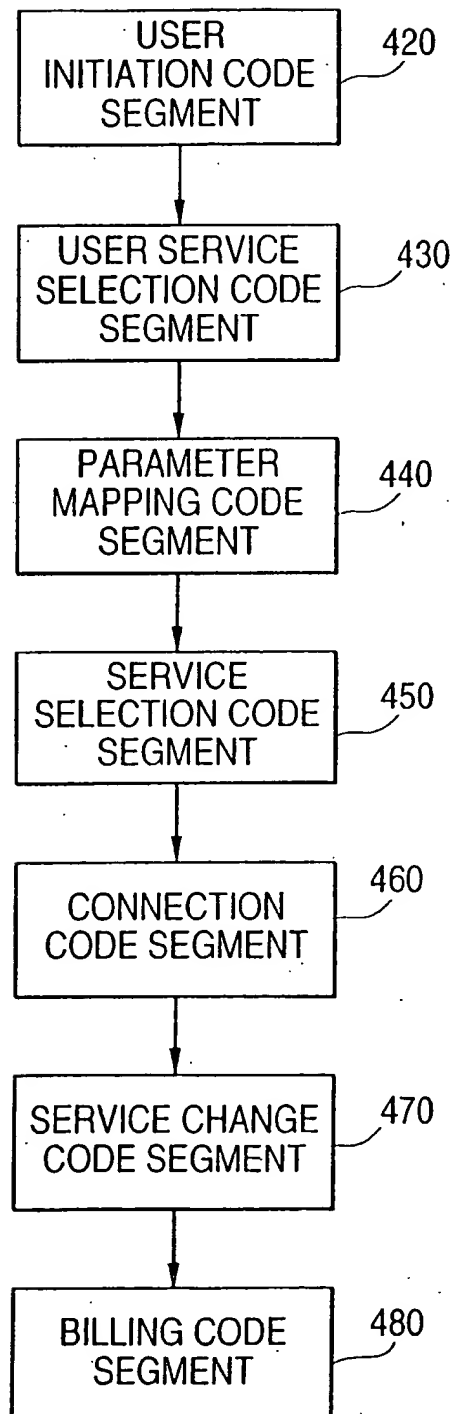 USER
INITIATION CODE
SEGMENT
420
USER SERVICE
SELECTION CODE
SEGMENT
430
PARAMETER
MAPPING CODE
SEGMENT
440
SERVICE
SELECTION CODE
SEGMENT
450
CONNECTION
CODE SEGMENT
460
SERVICE CHANGE
CODE SEGMENT
470
BILLING CODE
SEGMENT
480